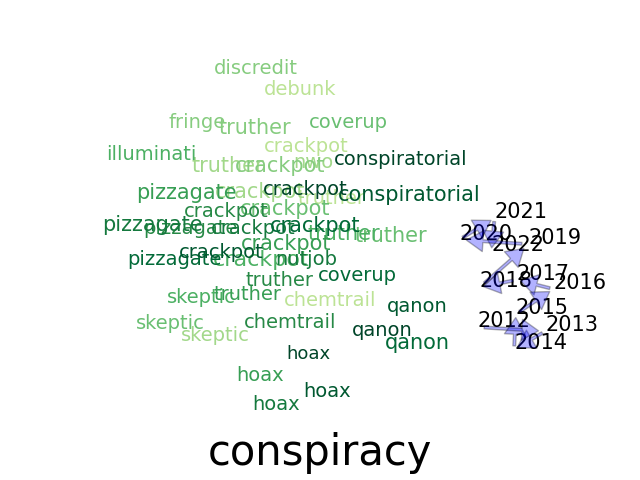 discredit
debunk
fringe
truther
coverup
crackpot
illuminati
truther
crackpot
nwo
conspiratorial
pizzagate
crackpot
crackpot
truther
conspiratorial
crackpot
crackpot
2021
pizzagate
pizzagate
crackpot
crackpot
truther
truther
2020
2022
2019
crackpot
crackpot
pizzagate
crackpot
nutjob
truther
coverup
2018
2017
2016
skeptic
truther
chemtrail
qanon
2015
skeptic
skeptic
chemtrail
qanon
qanon
2012
2013
2014
hoax
hoax
hoax
hoax
conspiracy